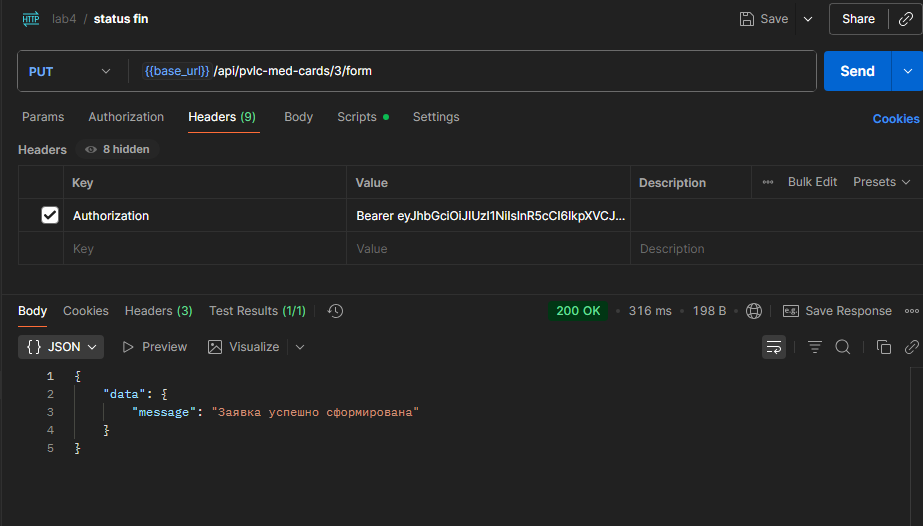 HTTP lab4 / status fin Save Share
PUT {{base_url}}/api/pvlc-med-cards/3/form Send
Params Authorization Headers (9) Body Scripts Settings Cookies
Headers 8 hidden
Key Value Description Bulk Edit Presets
Authorization Bearer eyJhbGciOiJIUzI1NiIsInR5cCI6IkpXVCJ...
Key Value Description
Body Cookies Headers (3) Test Results (1/1) 200 OK 316 ms 198 B e.g. Save Response
{} JSON Preview Visualize
1 {
2 "data": {
3 "message": "Заявка успешно сформирована"
4 }
5 }